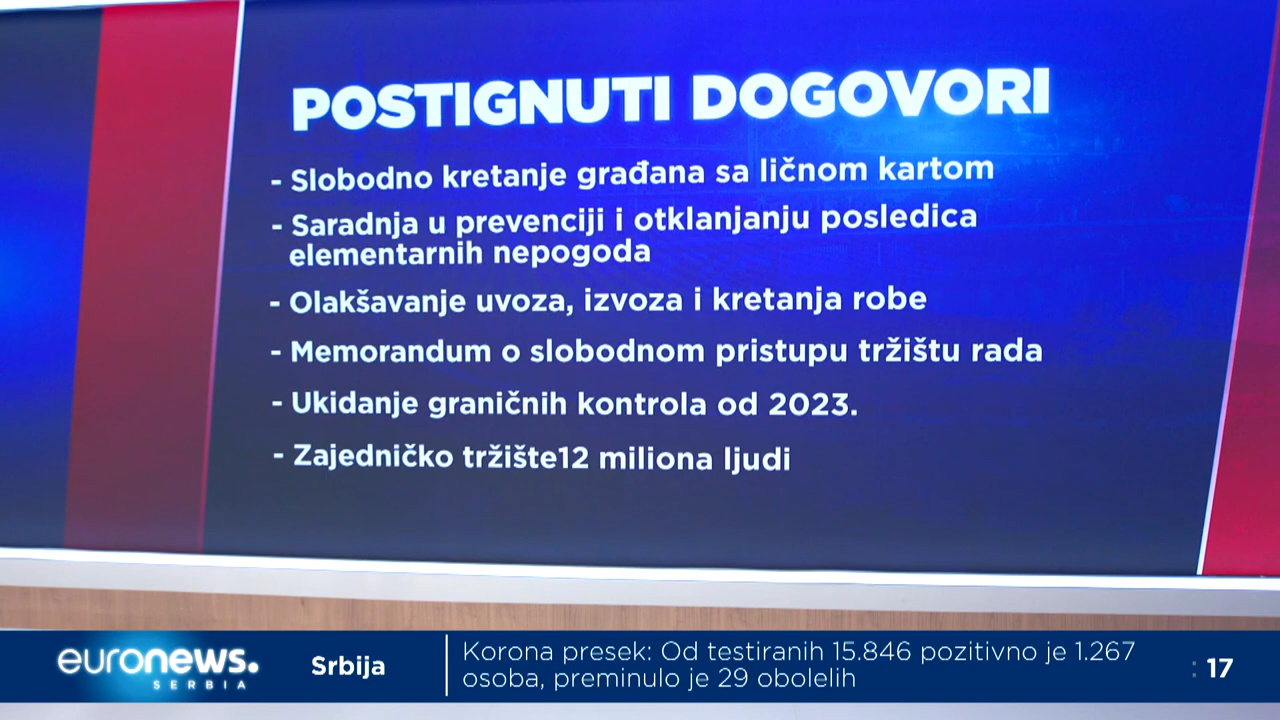 POSTIGNUTI DOGOVORI
- Slobodno kretanje građana sa ličnom kartom
- Saradnja u prevenciji i otklanjanju posledica
elementarnih nepogoda
- Olakšavanje uvoza, izvoza i kretanja robe
- Memorandum o slobodnom pristupu tržištu rada
- Ukidanje graničnih kontrola od 2023.
- Zajedničko tržište12 miliona ljudi
euronews.
SERBIA
Srbija
Korona presek: Od testiranih 15.846 pozitivno je 1.267
osoba, preminulo je 29 obolelih
:17